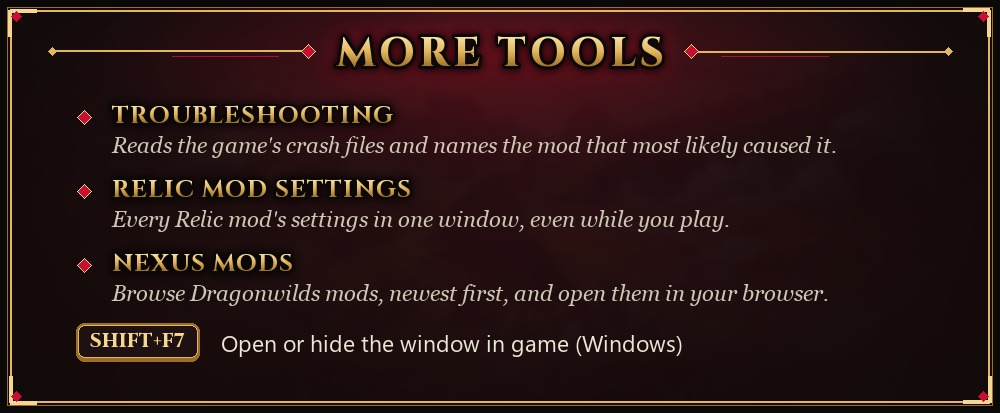 MORE TOOLS
TROUBLESHOOTING
Reads the game's crash files and names the mod that most likely caused it.
RELIC MOD SETTINGS
Every Relic mod's settings in one window, even while you play.
NEXUS MODS
Browse Dragonwilds mods, newest first, and open them in your browser.
SHIFT+F7 Open or hide the window in game (Windows)